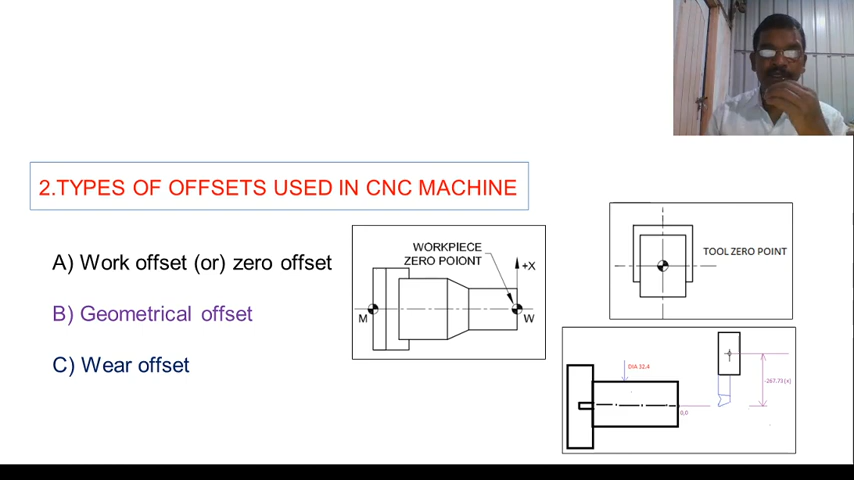 2.TYPES OF OFFSETS USED IN CNC MACHINE
A) Work offset (or) zero offset
B) Geometrical offset
C) Wear offset
WORKPIECE
ZERO POIONT
+X
M
W
TOOL ZERO POINT
DIA 32.4
-267.73(x)
0,0